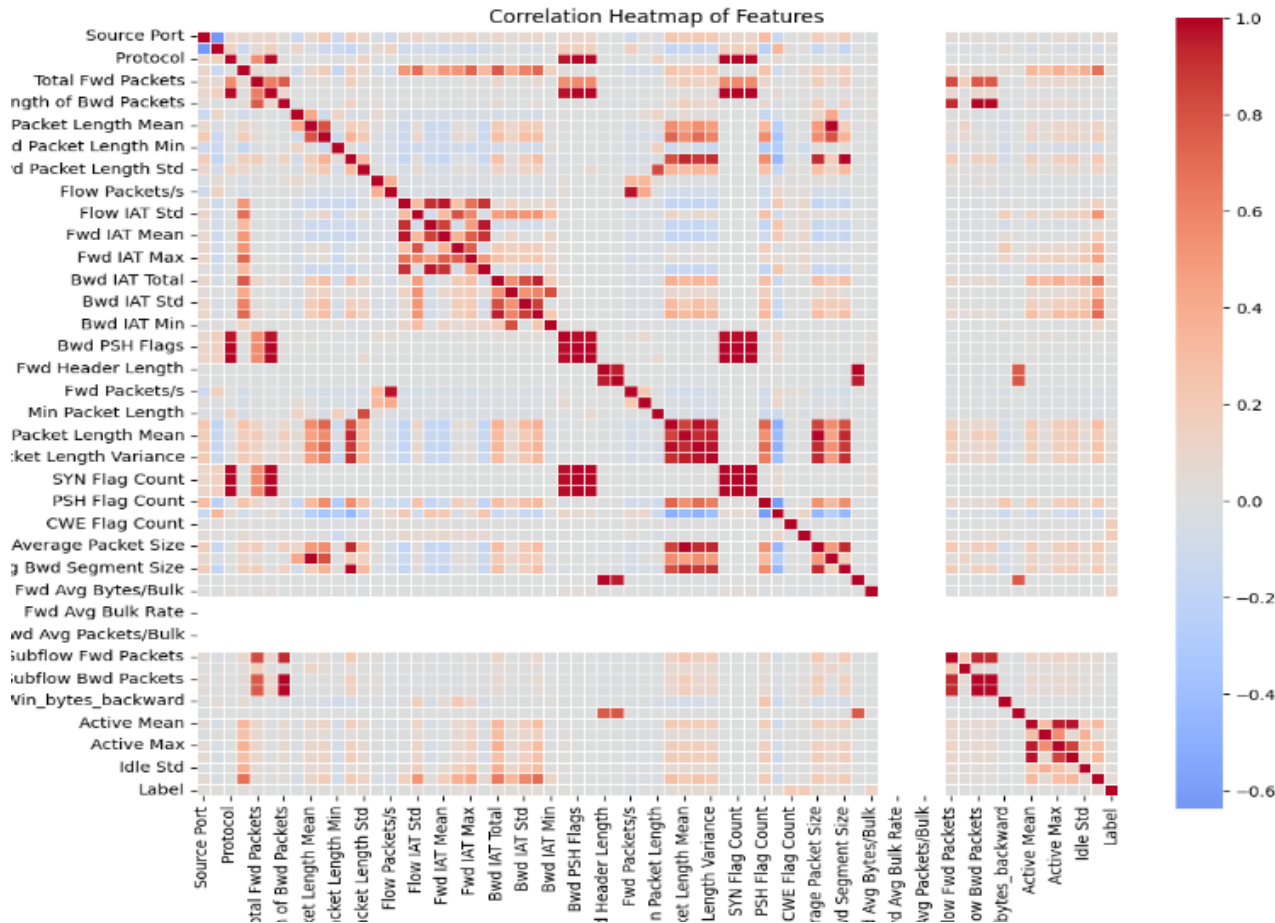 Correlation Heatmap of Features
Source Port
Protocol
Total Fwd Packets
ngth of Bwd Packets
Packet Length Mean
d Packet Length Min
d Packet Length Std
Flow Packets/s
Flow IAT Std
Fwd IAT Mean
Fwd IAT Max
Bwd IAT Total
Bwd IAT Std
Bwd IAT Min
Bwd PSH Flags
Fwd Header Length
Fwd Packets/s
Min Packet Length
Packet Length Mean
ket Length Variance
SYN Flag Count
PSH Flag Count
CWE Flag Count
Average Packet Size
g Bwd Segment Size
Fwd Avg Bytes/Bulk
Fwd Avg Bulk Rate
wd Avg Packets/Bulk
Subflow Fwd Packets
Subflow Bwd Packets
Win_bytes_backward
Active Mean
Active Max
Idle Std
Label
1.0
0.8
0.6
0.4
0.2
0.0
−0.2
−0.4
−0.6
Source Port
Protocol
otal Fwd Packets
n of Bwd Packets
ket Length Mean
acket Length Min
acket Length Std
Flow Packets/s
Flow IAT Std
Fwd IAT Mean
Fwd IAT Max
Bwd IAT Total
Bwd IAT Std
Bwd IAT Min
Bwd PSH Flags
d Header Length
Fwd Packets/s
n Packet Length
ket Length Mean
Length Variance
SYN Flag Count
PSH Flag Count
CWE Flag Count
rage Packet Size
wd Segment Size
d Avg Bytes/Bulk
rd Avg Bulk Rate
Avg Packets/Bulk
low Fwd Packets
ow Bwd Packets
bytes_backward
Active Mean
Active Max
Idle Std
Label